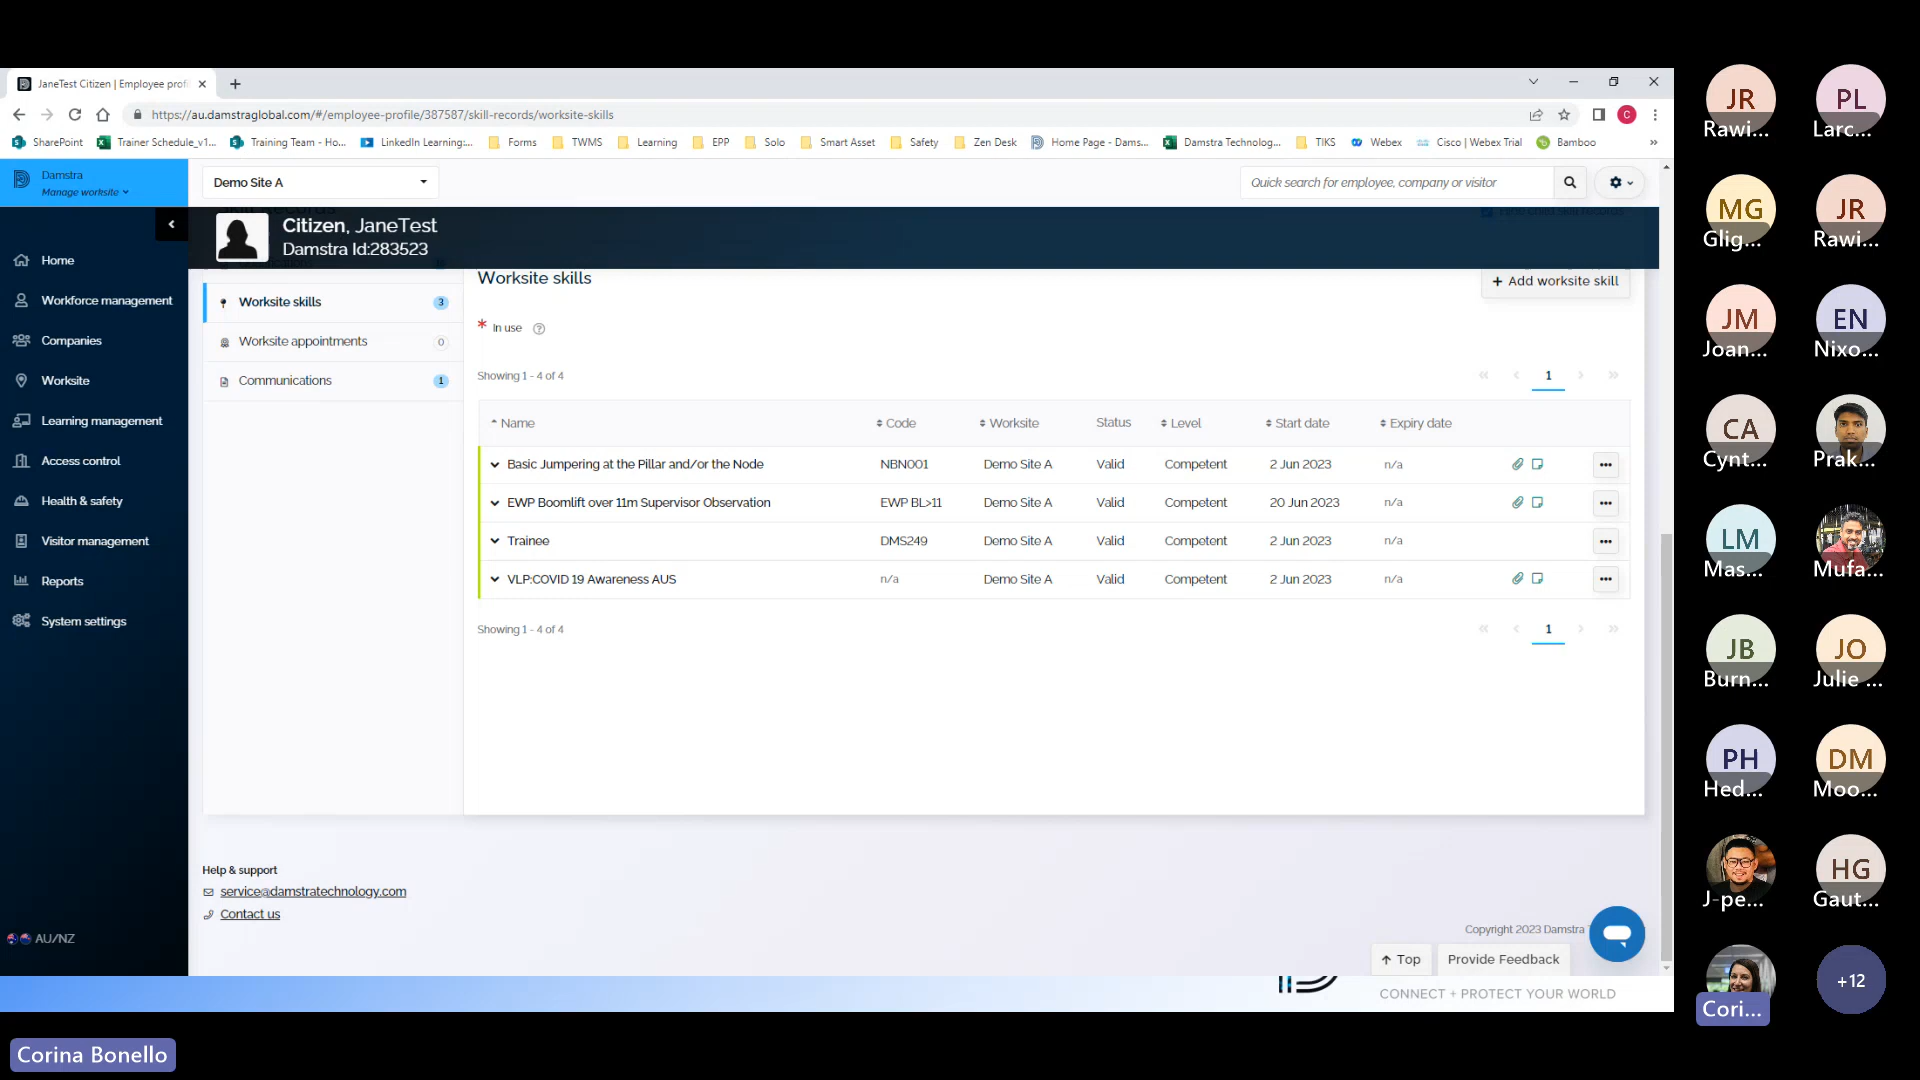 JaneTest Citizen | Employee profi
https://au.damstraglobal.com/#/employee-profile/387587/skill-records/worksite-skills
C
SharePoint
Trainer Schedule_v1...
Training Team - Ho...
LinkedIn Learning:...
Forms
TWMS
Learning
EPP
Solo
Smart Asset
Safety
Zen Desk
Home Page - Dams...
Damstra Technolog...
TIKS
Webex
Cisco | Webex Trial
Bamboo
Damstra
Manage worksite
Demo Site A
Quick search for employee, company or visitor
Citizen, JaneTest
Damstra Id:283523
Home
Workforce management
Companies
Worksite
Learning management
Access control
Health & safety
Visitor management
Reports
System settings
AU/NZ
Worksite skills 3
Worksite appointments 0
Communications 1
Worksite skills
+ Add worksite skill
* In use ?
Showing 1 - 4 of 4
« ‹ 1 › »
Name Code Worksite Status Level Start date Expiry date
Basic Jumpering at the Pillar and/or the Node NBN001 Demo Site A Valid Competent 2 Jun 2023 n/a
EWP Boomlift over 11m Supervisor Observation EWP BL>11 Demo Site A Valid Competent 20 Jun 2023 n/a
Trainee DMS249 Demo Site A Valid Competent 2 Jun 2023 n/a
VLP:COVID 19 Awareness AUS n/a Demo Site A Valid Competent 2 Jun 2023 n/a
Showing 1 - 4 of 4
« ‹ 1 › »
Help & support
service@damstratechnology.com
Contact us
Copyright 2023 Damstra
Top
Provide Feedback
CONNECT + PROTECT YOUR WORLD
Corina Bonello
JR
Rawi...
PL
Larc...
MG
Glig...
JR
Rawi...
JM
Joan...
EN
Nixo...
CA
Cynt...
Prak...
LM
Mas...
Mufa...
JB
Burn...
JO
Julie ...
PH
Hed...
DM
Moo...
J-pe...
HG
Gaut...
Cori...
+12